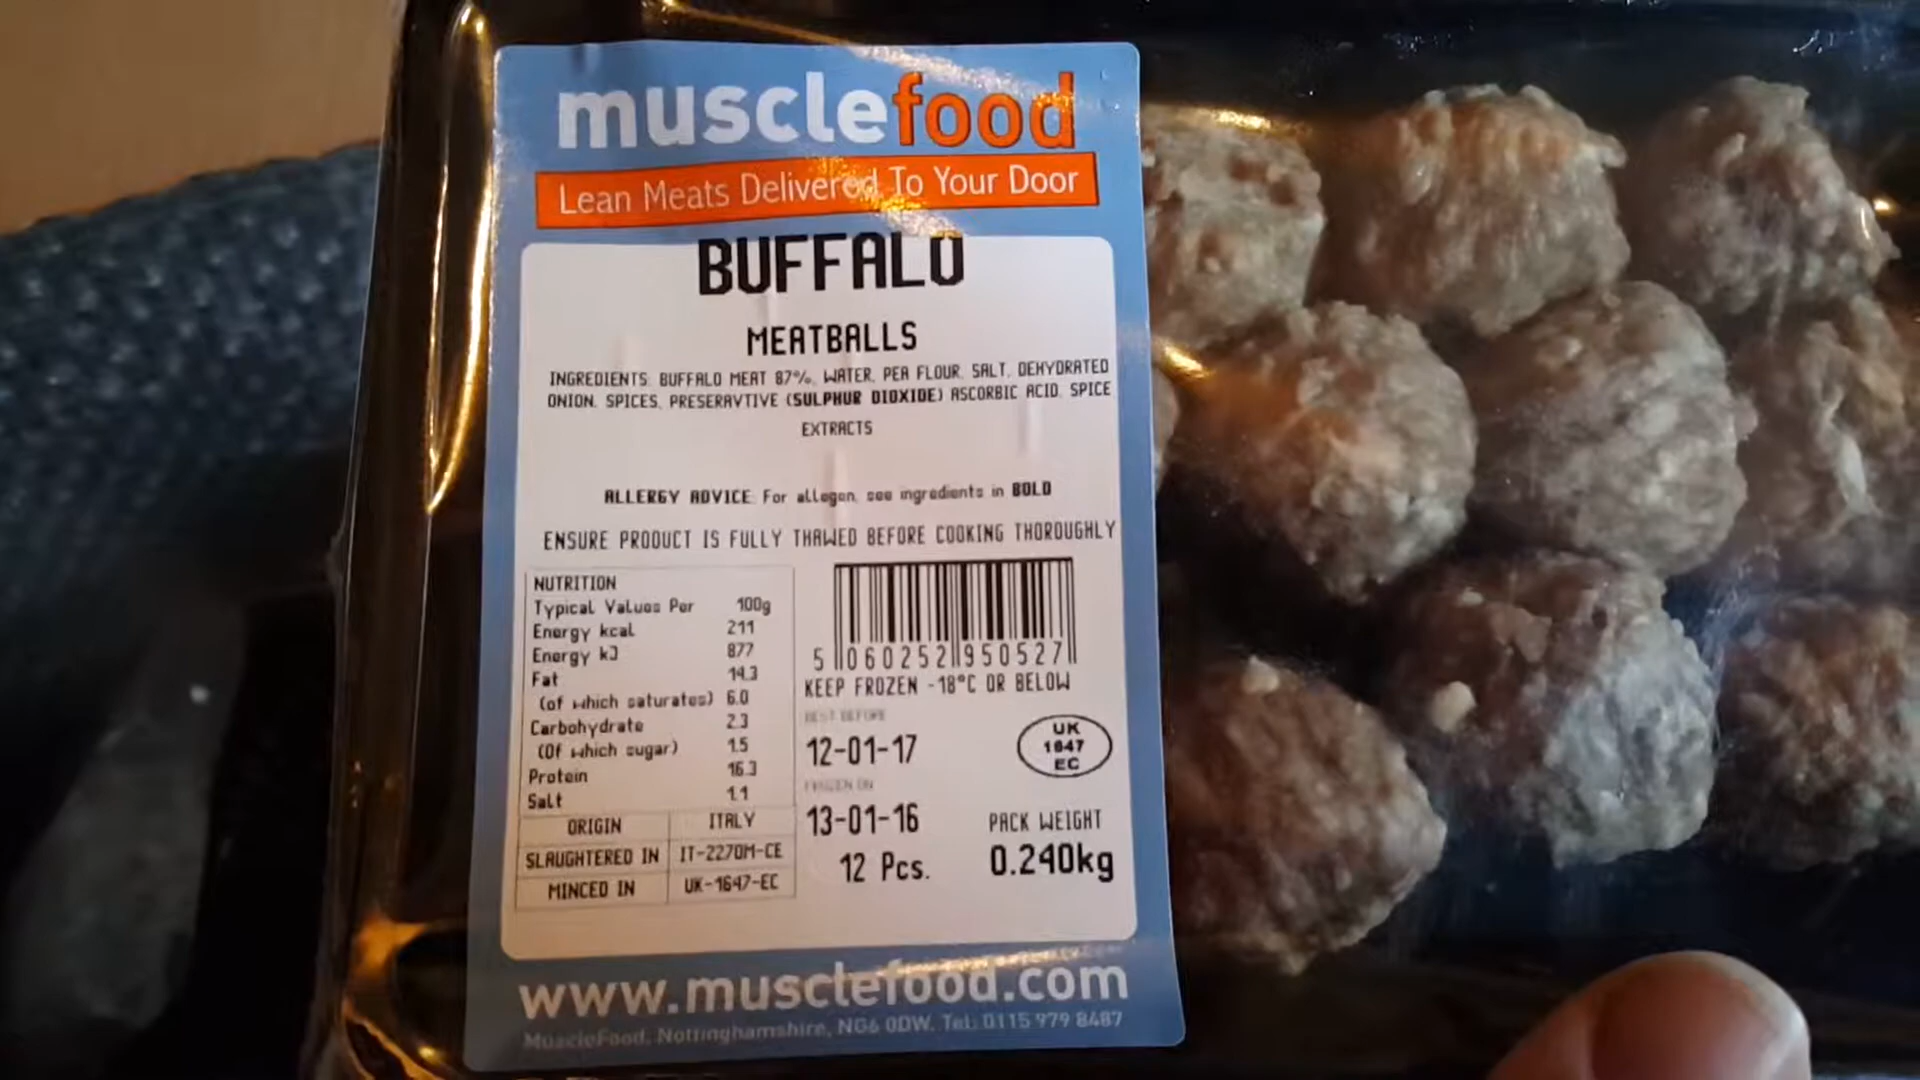 musclefood
Lean Meats Delivered To Your Door
BUFFALO
MEATBALLS
INGREDIENTS: BUFFALO MEAT 87%, WATER, PEA FLOUR, SALT, DEHYDRATED
ONION, SPICES, PRESERAVTIVE (SULPHUR DIOXIDE) ASCORBIC ACID, SPICE
EXTRACTS
ALLERGY ADVICE: For allegen, see ingredients in BOLD
ENSURE PRODUCT IS FULLY THAWED BEFORE COOKING THOROUGHLY
NUTRITION
Typical Values Per 100g
Energy kcal 211
Energy kJ 877
Fat 14.3
(of which saturates) 6.0
Carbohydrate 2.3
(Of which sugar) 1.5
Protein 16.3
Salt 1.1
ORIGIN ITALY
SLAUGHTERED IN IT-2270M-CE
MINCED IN UK-1647-EC
5 060252 950527
KEEP FROZEN -18°C OR BELOW
BEST BEFORE
12-01-17
FROZEN ON
13-01-16
12 Pcs.
UK
1647
EC
PACK WEIGHT
0.240kg
www.musclefood.com
MuscleFood, Nottinghamshire, NG6 0DW. Tel: 0115 979 8487